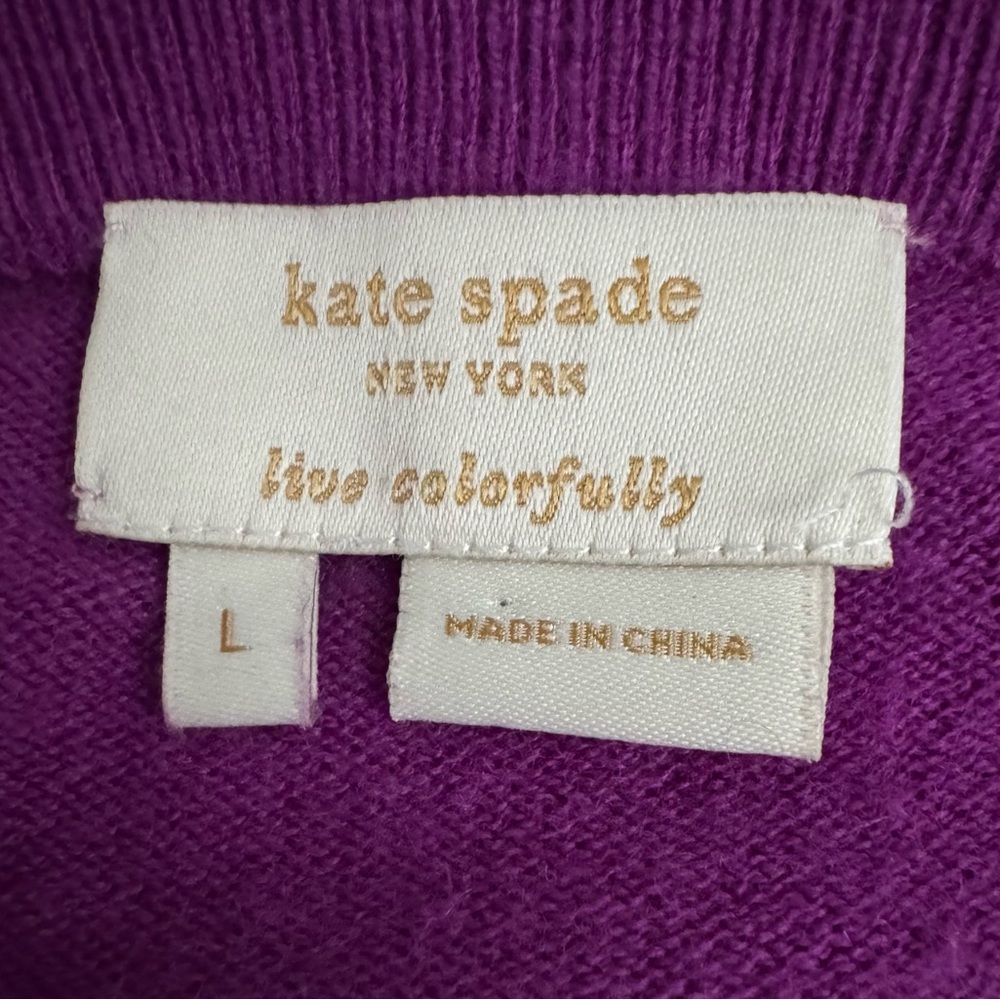 kate spade
NEW YORK
live colorfully
L
MADE IN CHINA